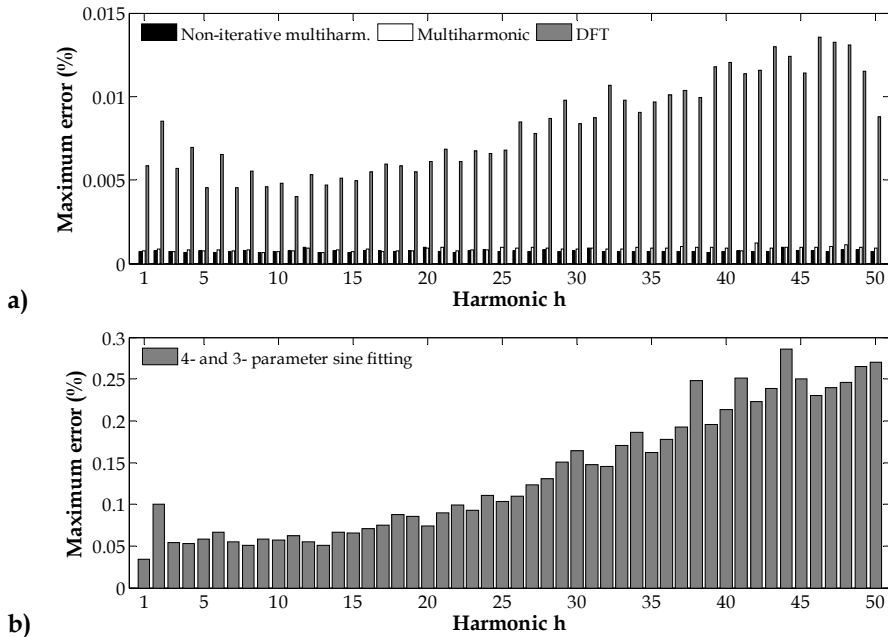 0.015
Non-iterative multiharm. Multiharmonic DFT
0.01
0.005
0
Maximum error (%)
1 5 10 15 20 25 30 35 40 45 50
Harmonic h
a)
0.3
4- and 3- parameter sine fitting
0.25
0.2
0.15
0.1
0.05
0
Maximum error (%)
1 5 10 15 20 25 30 35 40 45 50
Harmonic h
b)